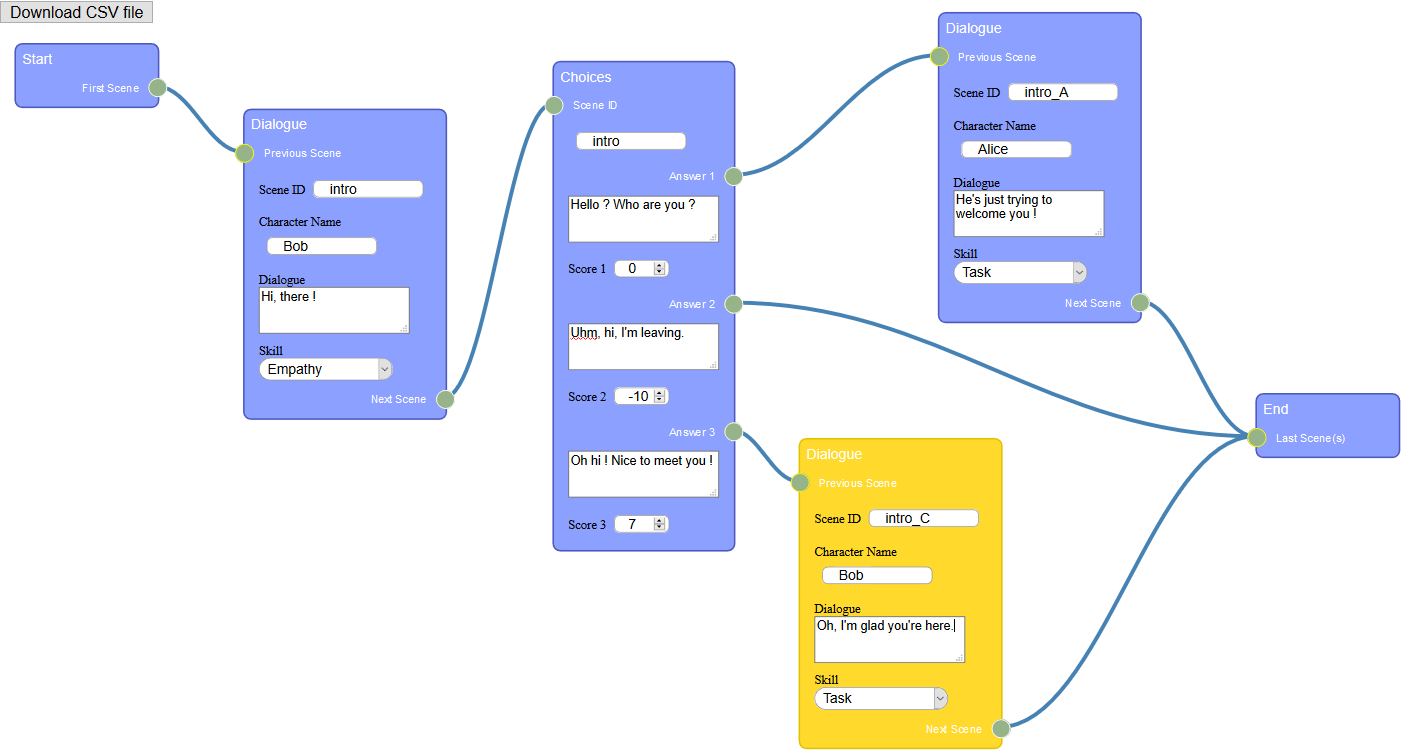 Download CSV file
Start
First Scene
Dialogue
Previous Scene
Scene ID intro
Character Name
Bob
Dialogue
Hi, there !
Skill
Empathy
Next Scene
Choices
Scene ID
intro
Answer 1
Hello ? Who are you ?
Score 1 0
Answer 2
Uhm, hi, I'm leaving.
Score 2 -10
Answer 3
Oh hi ! Nice to meet you !
Score 3 7
Dialogue
Previous Scene
Scene ID intro_A
Character Name
Alice
Dialogue
He's just trying to
welcome you !
Skill
Task
Next Scene
Dialogue
Previous Scene
Scene ID intro_C
Character Name
Bob
Dialogue
Oh, I'm glad you're here.
Skill
Task
Next Scene
End
Last Scene(s)